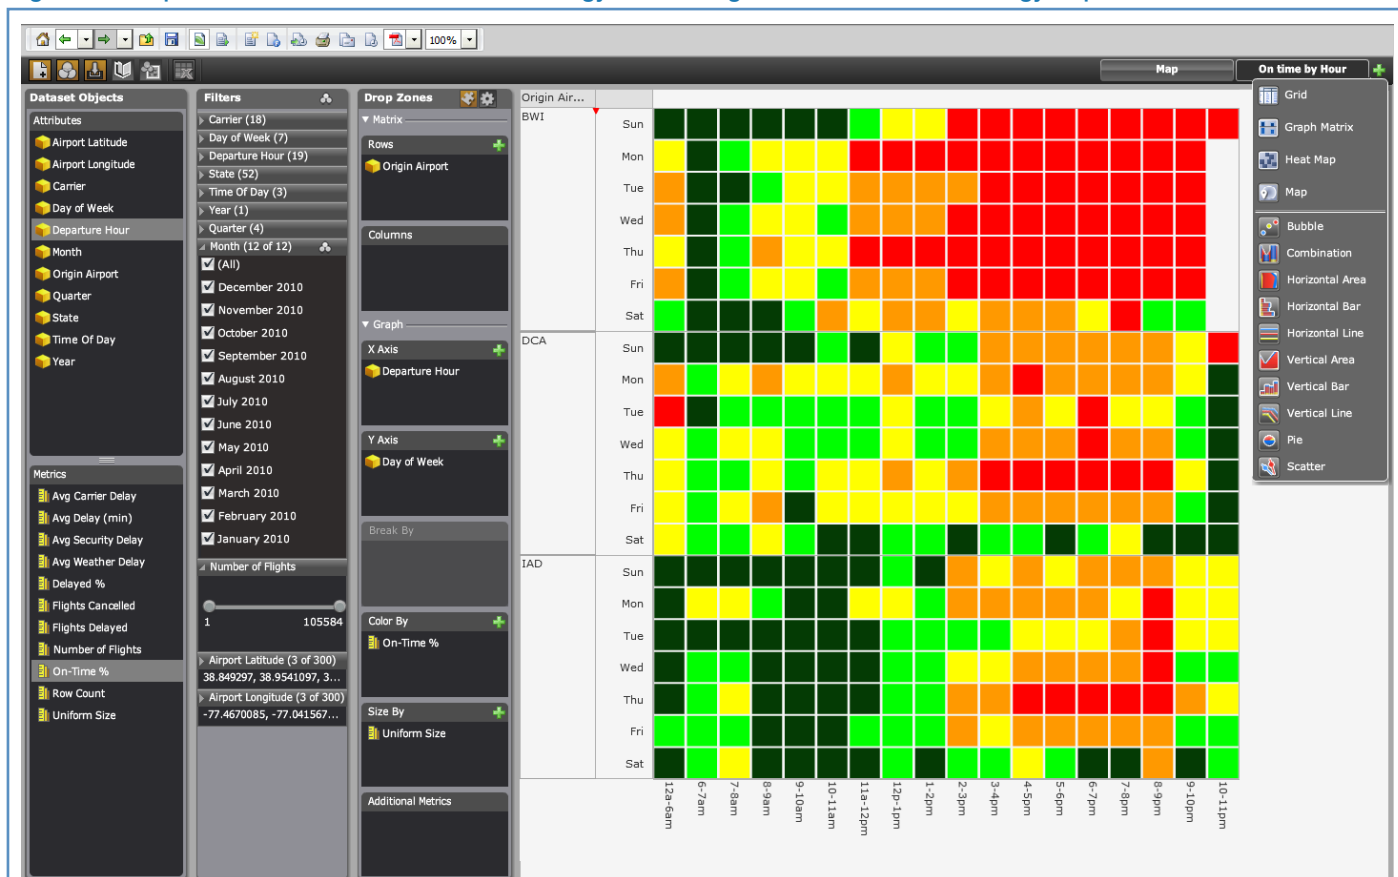 100%
Map
On time by Hour
Dataset Objects
Attributes
Airport Latitude
Airport Longitude
Carrier
Day of Week
Departure Hour
Month
Origin Airport
Quarter
State
Time Of Day
Year
Metrics
Avg Carrier Delay
Avg Delay (min)
Avg Security Delay
Avg Weather Delay
Delayed %
Flights Cancelled
Flights Delayed
Number of Flights
On-Time %
Row Count
Uniform Size
Filters
Carrier (18)
Day of Week (7)
Departure Hour (19)
State (52)
Time Of Day (3)
Year (1)
Quarter (4)
Month (12 of 12)
(All)
December 2010
November 2010
October 2010
September 2010
August 2010
July 2010
June 2010
May 2010
April 2010
March 2010
February 2010
January 2010
Number of Flights
1 105584
Airport Latitude (3 of 300)
38.849297, 38.9541097, 3...
Airport Longitude (3 of 300)
-77.4670085, -77.041567...
Drop Zones
Matrix
Rows
Origin Airport
Columns
Graph
X Axis
Departure Hour
Y Axis
Day of Week
Break By
Color By
On-Time %
Size By
Uniform Size
Additional Metrics
Origin Air...
BWI
Sun
Mon
Tue
Wed
Thu
Fri
Sat
DCA
Sun
Mon
Tue
Wed
Thu
Fri
Sat
IAD
Sun
Mon
Tue
Wed
Thu
Fri
Sat
12a-6am
6-7am
7-8am
8-9am
9-10am
10-11am
11a-12pm
12p-1pm
1-2pm
2-3pm
3-4pm
4-5pm
5-6pm
6-7pm
7-8pm
8-9pm
9-10pm
10-11pm
Grid
Graph Matrix
Heat Map
Map
Bubble
Combination
Horizontal Area
Horizontal Bar
Horizontal Line
Vertical Area
Vertical Bar
Vertical Line
Pie
Scatter